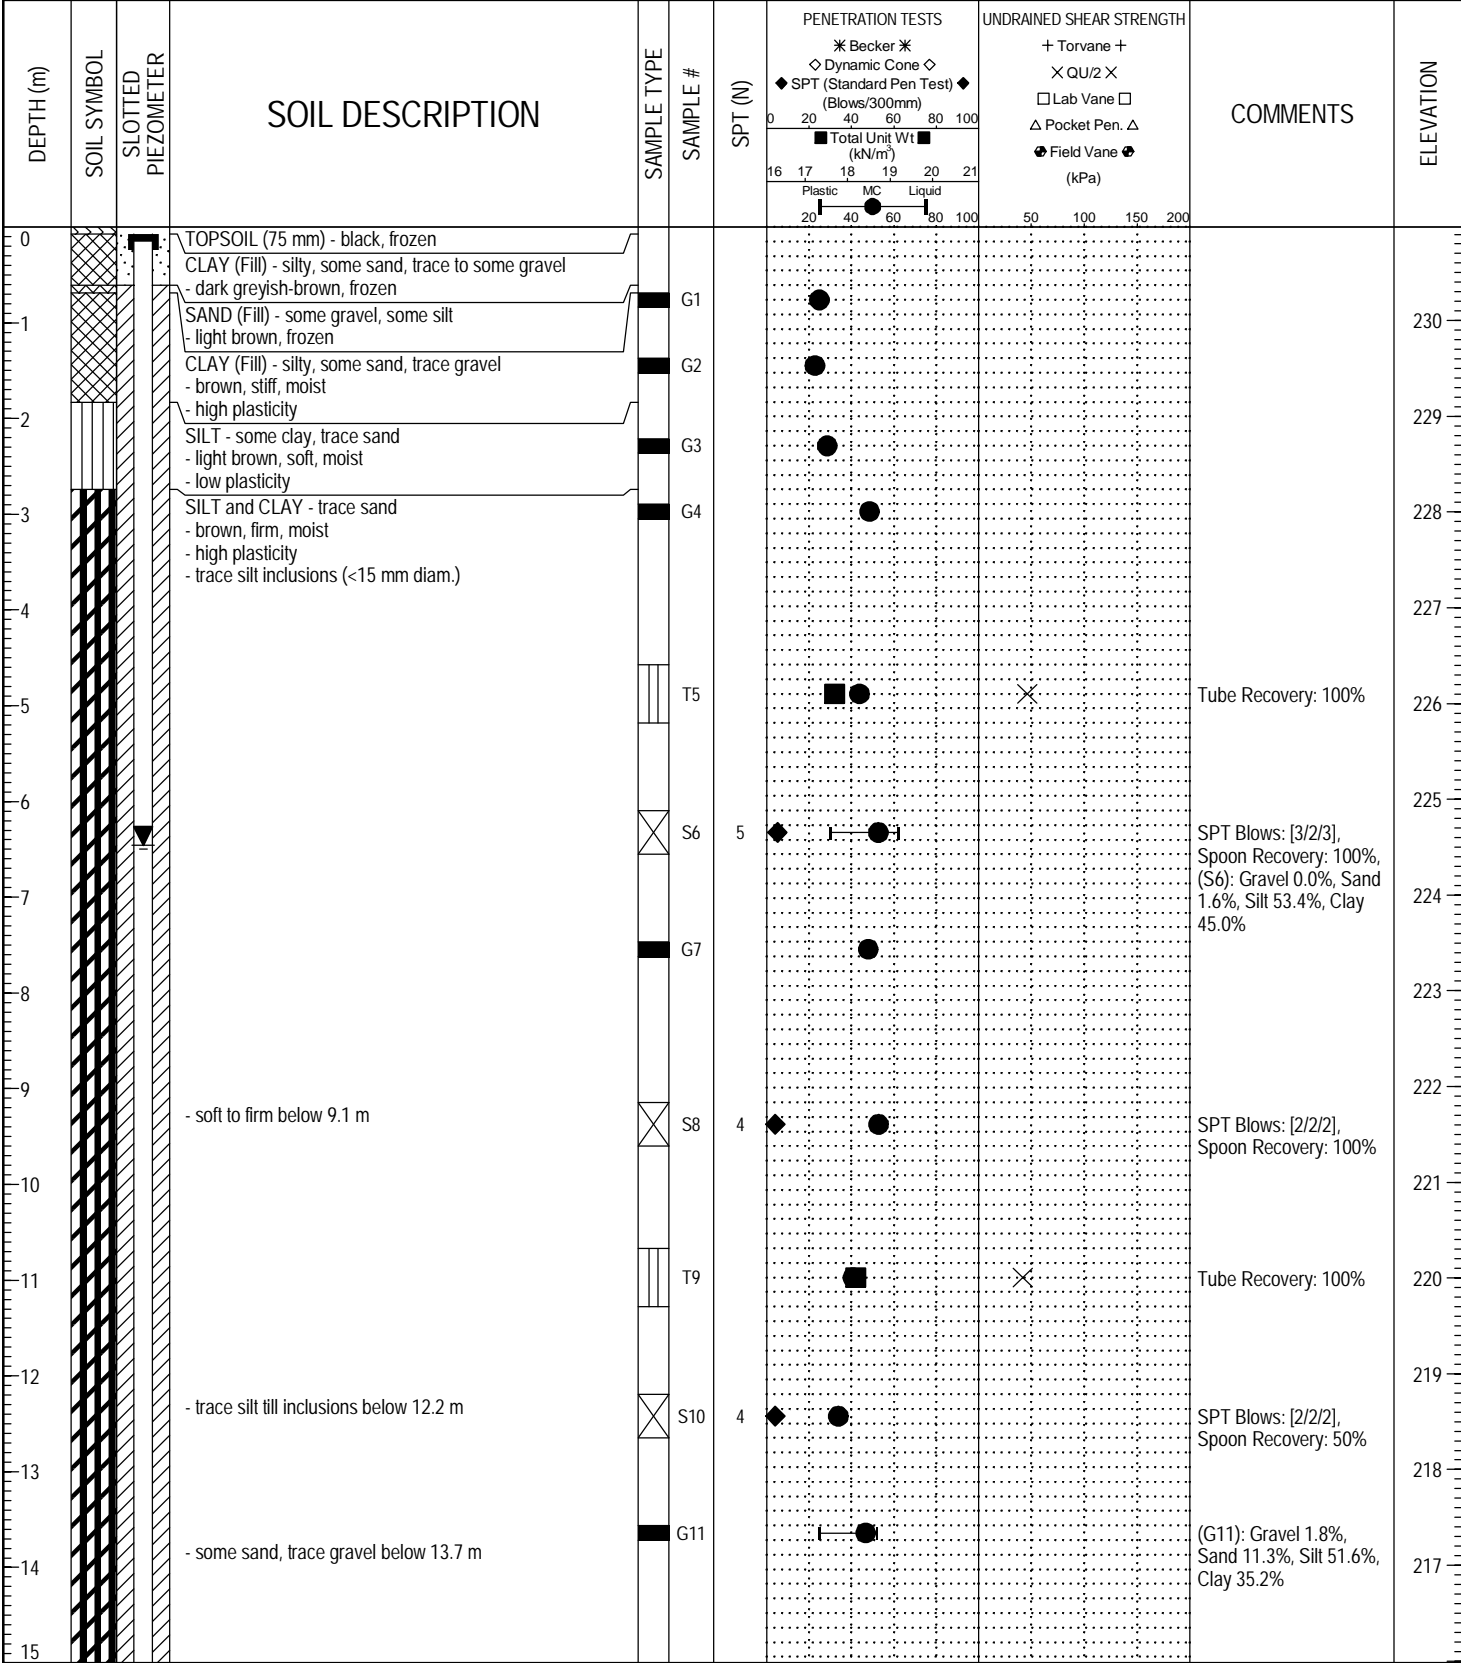 DEPTH (m)
SOIL SYMBOL
SLOTTED
PIEZOMETER
SOIL DESCRIPTION
SAMPLE TYPE
SAMPLE #
SPT (N)
PENETRATION TESTS
Becker
Dynamic Cone
SPT (Standard Pen Test)
(Blows/300mm)
0 20 40 60 80 100
Total Unit Wt
(kN/m³)
16 17 18 19 20 21
Plastic MC Liquid
20 40 60 80 100
UNDRAINED SHEAR STRENGTH
+ Torvane +
× QU/2 ×
□ Lab Vane □
△ Pocket Pen. △
Field Vane
(kPa)
50 100 150 200
COMMENTS
ELEVATION
0
TOPSOIL (75 mm) - black, frozen
CLAY (Fill) - silty, some sand, trace to some gravel
- dark greyish-brown, frozen
G1
SAND (Fill) - some gravel, some silt
1
230
- light brown, frozen
CLAY (Fill) - silty, some sand, trace gravel
G2
- brown, stiff, moist
- high plasticity
2
229
SILT - some clay, trace sand
G3
- light brown, soft, moist
- low plasticity
SILT and CLAY - trace sand
3
G4
228
- brown, firm, moist
- high plasticity
- trace silt inclusions (<15 mm diam.)
4
227
T5
Tube Recovery: 100%
5
226
6
225
S6
5
SPT Blows: [3/2/3],
Spoon Recovery: 100%,
(S6): Gravel 0.0%, Sand
1.6%, Silt 53.4%, Clay
45.0%
7
224
G7
8
223
9
222
- soft to firm below 9.1 m
S8
4
SPT Blows: [2/2/2],
Spoon Recovery: 100%
10
221
T9
Tube Recovery: 100%
11
220
12
219
- trace silt till inclusions below 12.2 m
S10
4
SPT Blows: [2/2/2],
Spoon Recovery: 50%
13
218
G11
(G11): Gravel 1.8%,
Sand 11.3%, Silt 51.6%,
Clay 35.2%
- some sand, trace gravel below 13.7 m
14
217
15